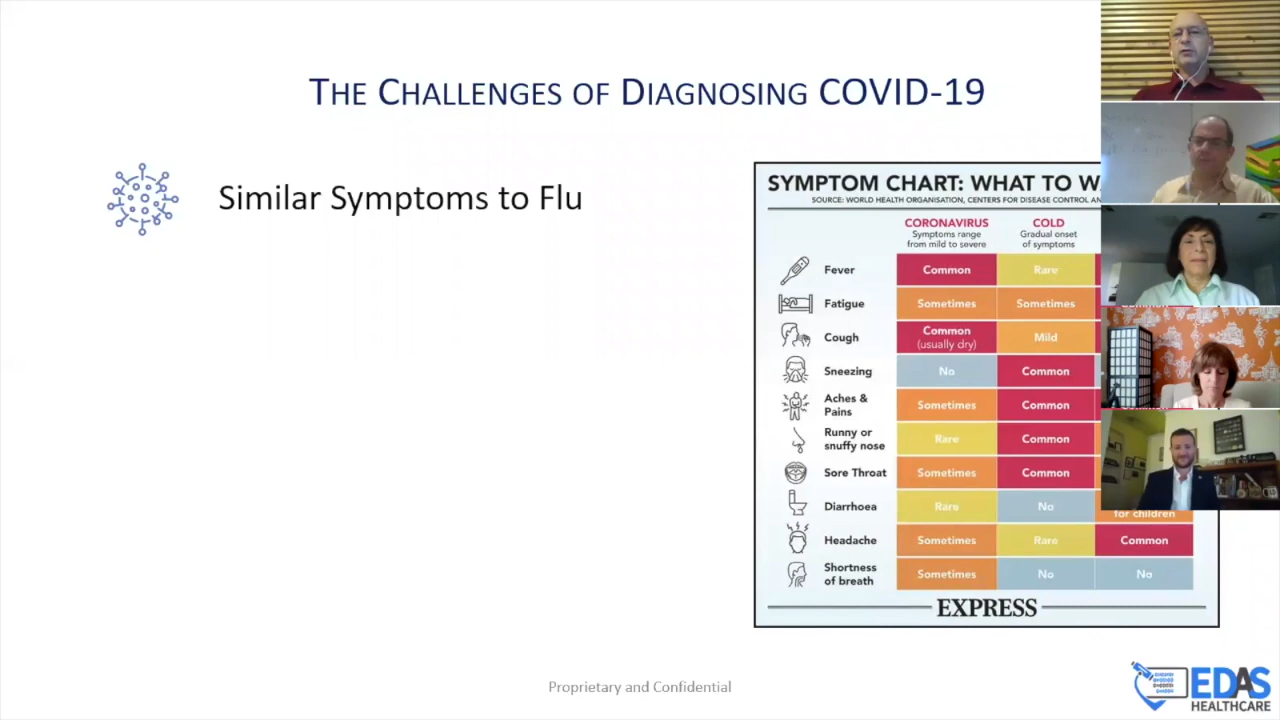 THE CHALLENGES OF DIAGNOSING COVID-19
Similar Symptoms to Flu
SYMPTOM CHART: WHAT TO
SOURCE: WORLD HEALTH ORGANISATION, CENTERS FOR DISEASE CONTROL
CORONAVIRUS COLD
Symptoms range Gradual onset
from mild to severe of symptoms
Fever Common Rare
Fatigue Sometimes Sometimes
Cough Common (usually dry) Mild
Sneezing No Common
Aches & Pains Sometimes Common
Runny or snuffy nose Rare Common
Sore Throat Sometimes Common
Diarrhoea Rare No for children
Headache Sometimes Rare Common
Shortness of breath Sometimes No No
EXPRESS
Proprietary and Confidential
EDAS
HEALTHCARE